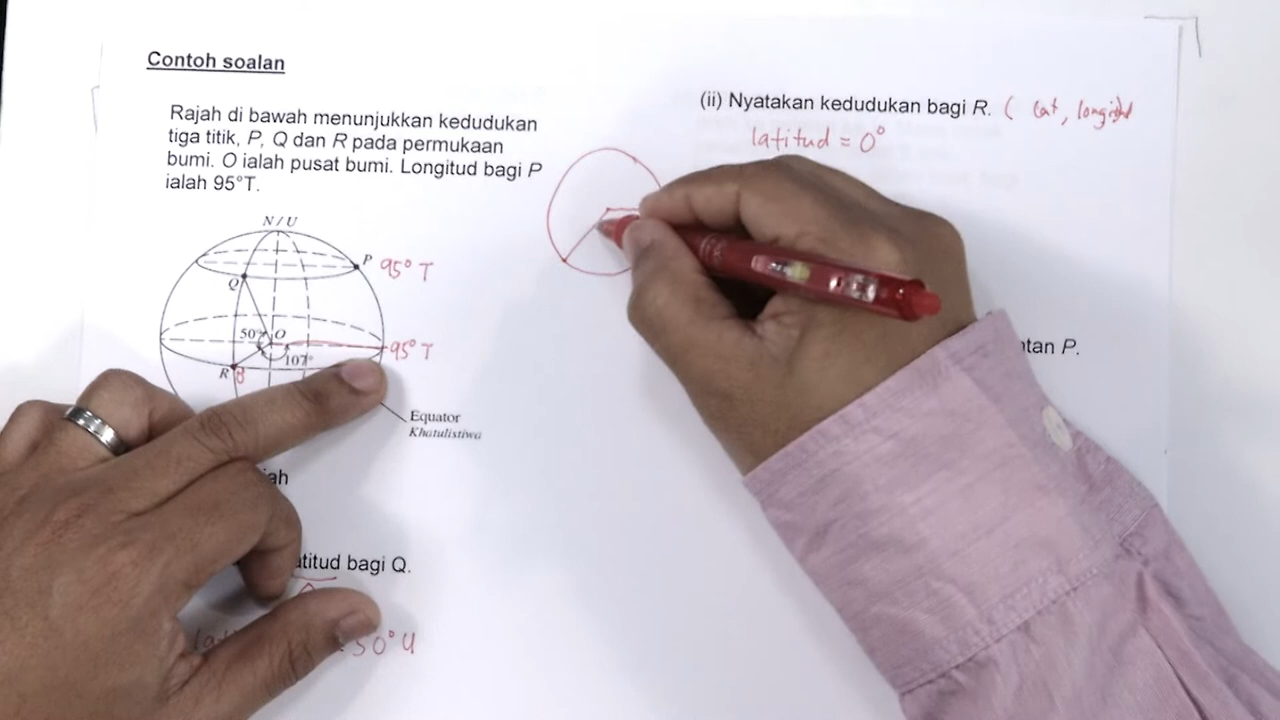 Contoh soalan
Rajah di bawah menunjukkan kedudukan
tiga titik, P, Q dan R pada permukaan
bumi. O ialah pusat bumi. Longitud bagi P
ialah 95°T.
N / U
P 95° T
Q
50° O
95° T
107°
R
Equator
Khatulistiwa
atitud bagi Q.
50° U
(ii) Nyatakan kedudukan bagi R. ( lat, longitud
latitud = 0°
tan P.